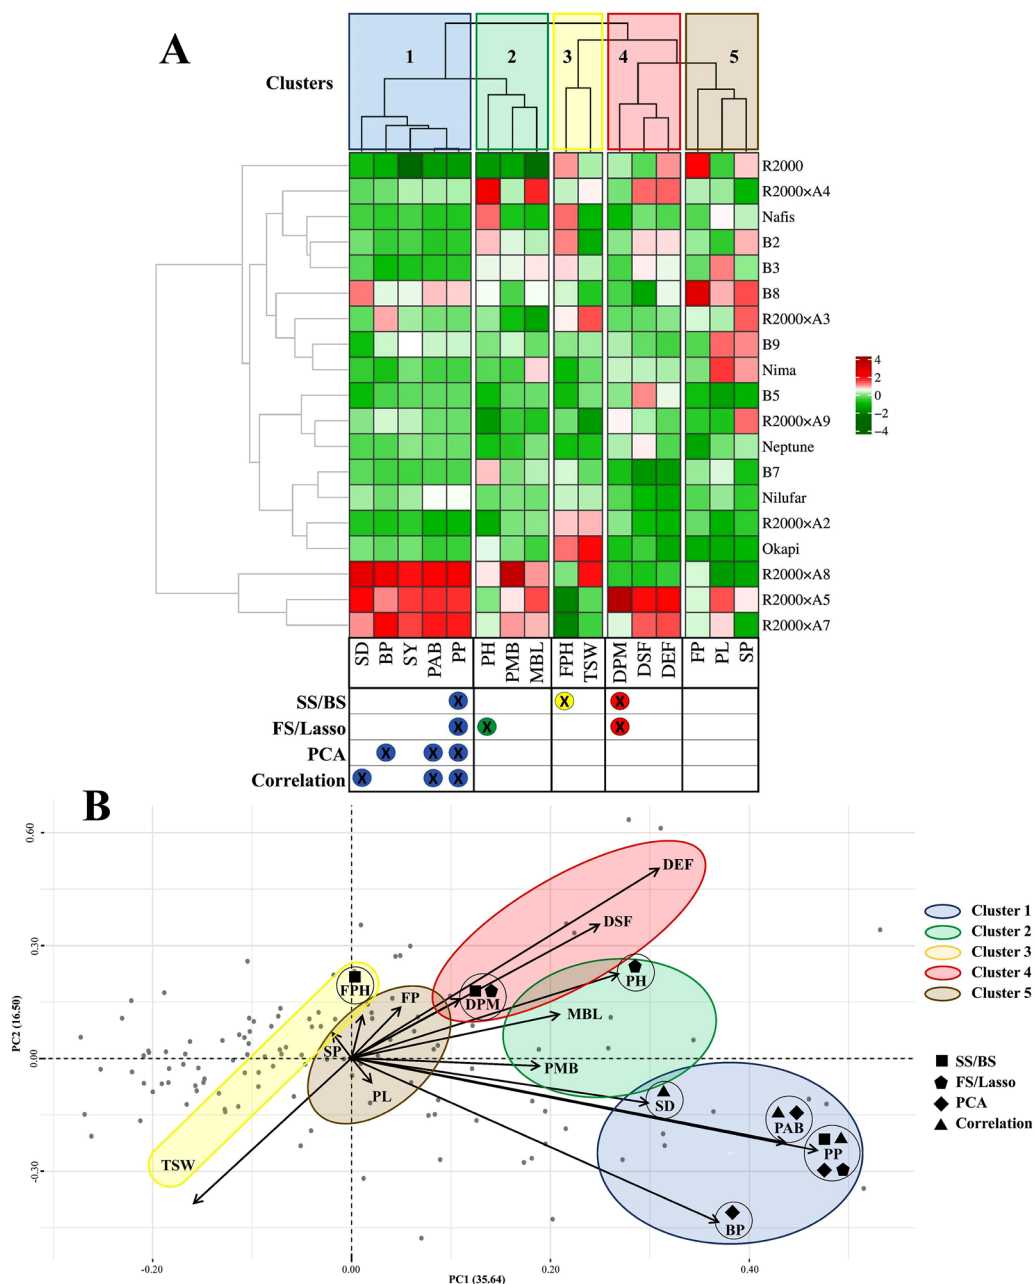 A
Clusters
1 2 3 4 5
R2000
R2000×A4
Nafis
B2
B3
B8
R2000×A3
B9
Nima
B5
R2000×A9
Neptune
B7
Nilufar
R2000×A2
Okapi
R2000×A8
R2000×A5
R2000×A7
4
2
0
−2
−4
SD BP SY PAB PP PH PMB MBL FPH TSW DPM DSF DEF FP PL SP
SS/BS X X X
FS/Lasso X X X
PCA X X X
Correlation X X X
B
0.60
0.30
0.00
-0.30
PC2 (16.50)
DEF
DSF
PH
FPH
FP
DPM
MBL
SP
PMB
PL
SD
PAB
PP
TSW
BP
Cluster 1
Cluster 2
Cluster 3
Cluster 4
Cluster 5
SS/BS
FS/Lasso
PCA
Correlation
-0.20 0.00 0.20 0.40
PC1 (35.64)